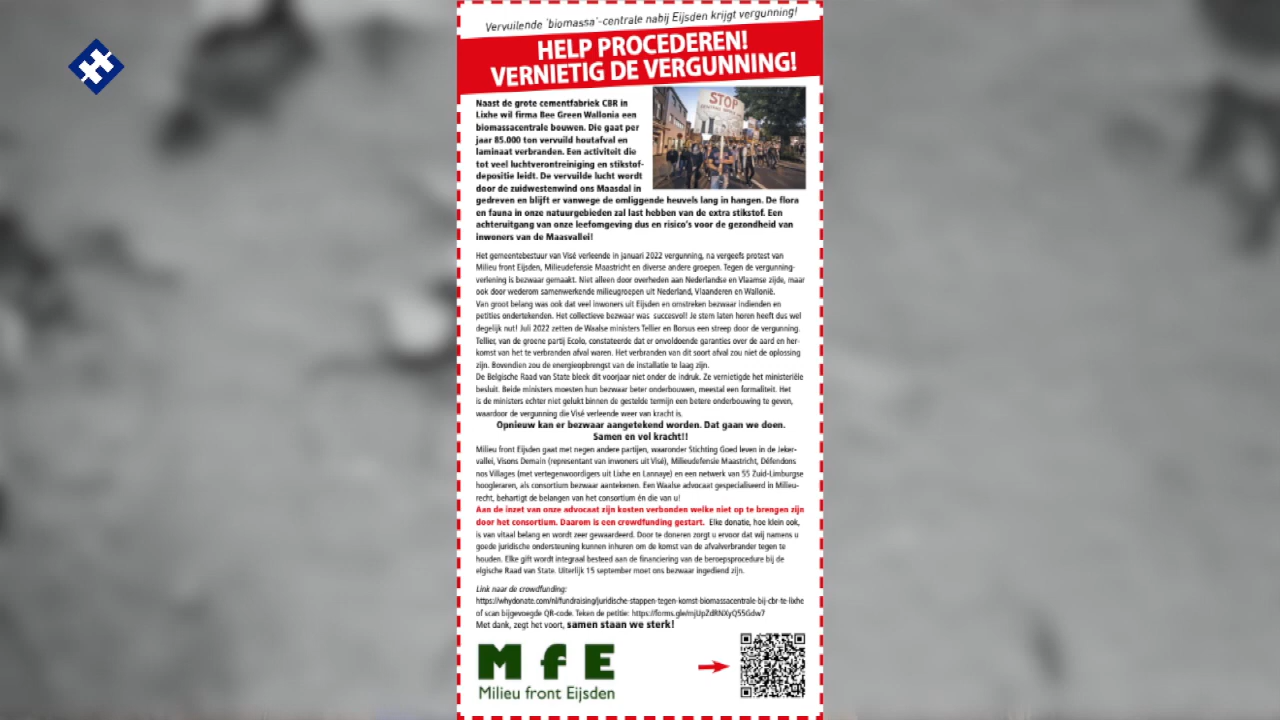 Vervuilende 'biomassa'-centrale nabij Eijsden krijgt vergunning!
HELP PROCEDEREN!
VERNIETIG DE VERGUNNING!
Naast de grote cementfabriek CBR in
Lixhe wil firma Bee Green Wallonia een
biomassacentrale bouwen. Die gaat per
jaar 85.000 ton vervuild houtafval en
laminaat verbranden. Een activiteit die
tot veel luchtverontreiniging en stikstof-
depositie leidt. De vervuilde lucht wordt
door de zuidwestenwind ons Maasdal in
gedreven en blijft er vanwege de omliggende heuvels lang in hangen. De flora
en fauna in onze natuurgebieden zal last hebben van de extra stikstof. Een
achteruitgang van onze leefomgeving dus en risico's voor de gezondheid van
inwoners van de Maasvallei!
STOP
Het gemeentebestuur van Visé verleende in januari 2022 vergunning, na vergeefs protest van
Milieu front Eijsden, Milieudefensie Maastricht en diverse andere groepen. Tegen de vergunning-
verlening is bezwaar gemaakt. Niet alleen door overheden aan Nederlandse en Vlaamse zijde, maar
ook door wederom samenwerkende milieugroepen uit Nederland, Vlaanderen en Wallonië.
Van groot belang was ook dat veel inwoners uit Eijsden en omstreken bezwaar indienden en
petities ondertekenden. Het collectieve bezwaar was succesvol! Je stem laten horen heeft dus wel
degelijk nut! Juli 2022 zetten de Waalse ministers Tellier en Borsus een streep door de vergunning.
Tellier, van de groene partij Ecolo, constateerde dat er onvoldoende garanties over de aard en her-
komst van het te verbranden afval waren. Het verbranden van dit soort afval zou niet de oplossing
zijn. Bovendien zou de energieopbrengst van de installatie te laag zijn.
De Belgische Raad van State bleek dit voorjaar niet onder de indruk. Ze vernietigde het ministeriële
besluit. Beide ministers moesten hun bezwaar beter onderbouwen, meestal een formaliteit. Het
is de ministers echter niet gelukt binnen de gestelde termijn een betere onderbouwing te geven,
waardoor de vergunning die Visé verleende weer van kracht is.
Opnieuw kan er bezwaar aangetekend worden. Dat gaan we doen.
Samen en vol kracht!!
Milieu front Eijsden gaat met negen andere partijen, waaronder Stichting Goed leven in de Jeker-
vallei, Visons Demain (representant van inwoners uit Visé), Milieudefensie Maastricht, Défendons
nos Villages (met vertegenwoordigers uit Lixhe en Lannaye) en een netwerk van 55 Zuid-Limburgse
hoogleraren, als consortium bezwaar aantekenen. Een Waalse advocaat gespecialiseerd in Milieu-
recht, behartigt de belangen van het consortium én die van u!
Aan de inzet van onze advocaat zijn kosten verbonden welke niet op te brengen zijn
door het consortium. Daarom is een crowdfunding gestart. Elke donatie, hoe klein ook,
is van vitaal belang en wordt zeer gewaardeerd. Door te doneren zorgt u ervoor dat wij namens u
goede juridische ondersteuning kunnen inhuren om de komst van de afvalverbrander tegen te
houden. Elke gift wordt integraal besteed aan de financiering van de beroepsprocedure bij de
elgische Raad van State. Uiterlijk 15 september moet ons bezwaar ingediend zijn.
Link naar de crowdfunding:
https://whydonate.com/nl/fundraising/juridische-stappen-tegen-komst-biomassacentrale-bij-cbr-te-lixhe
of scan bijgevoegde QR-code. Teken de petitie: https://forms.gle/mjUpZdRNXyQ55Gdw7
Met dank, zegt het voort, samen staan we sterk!
MfE
Milieu front Eijsden